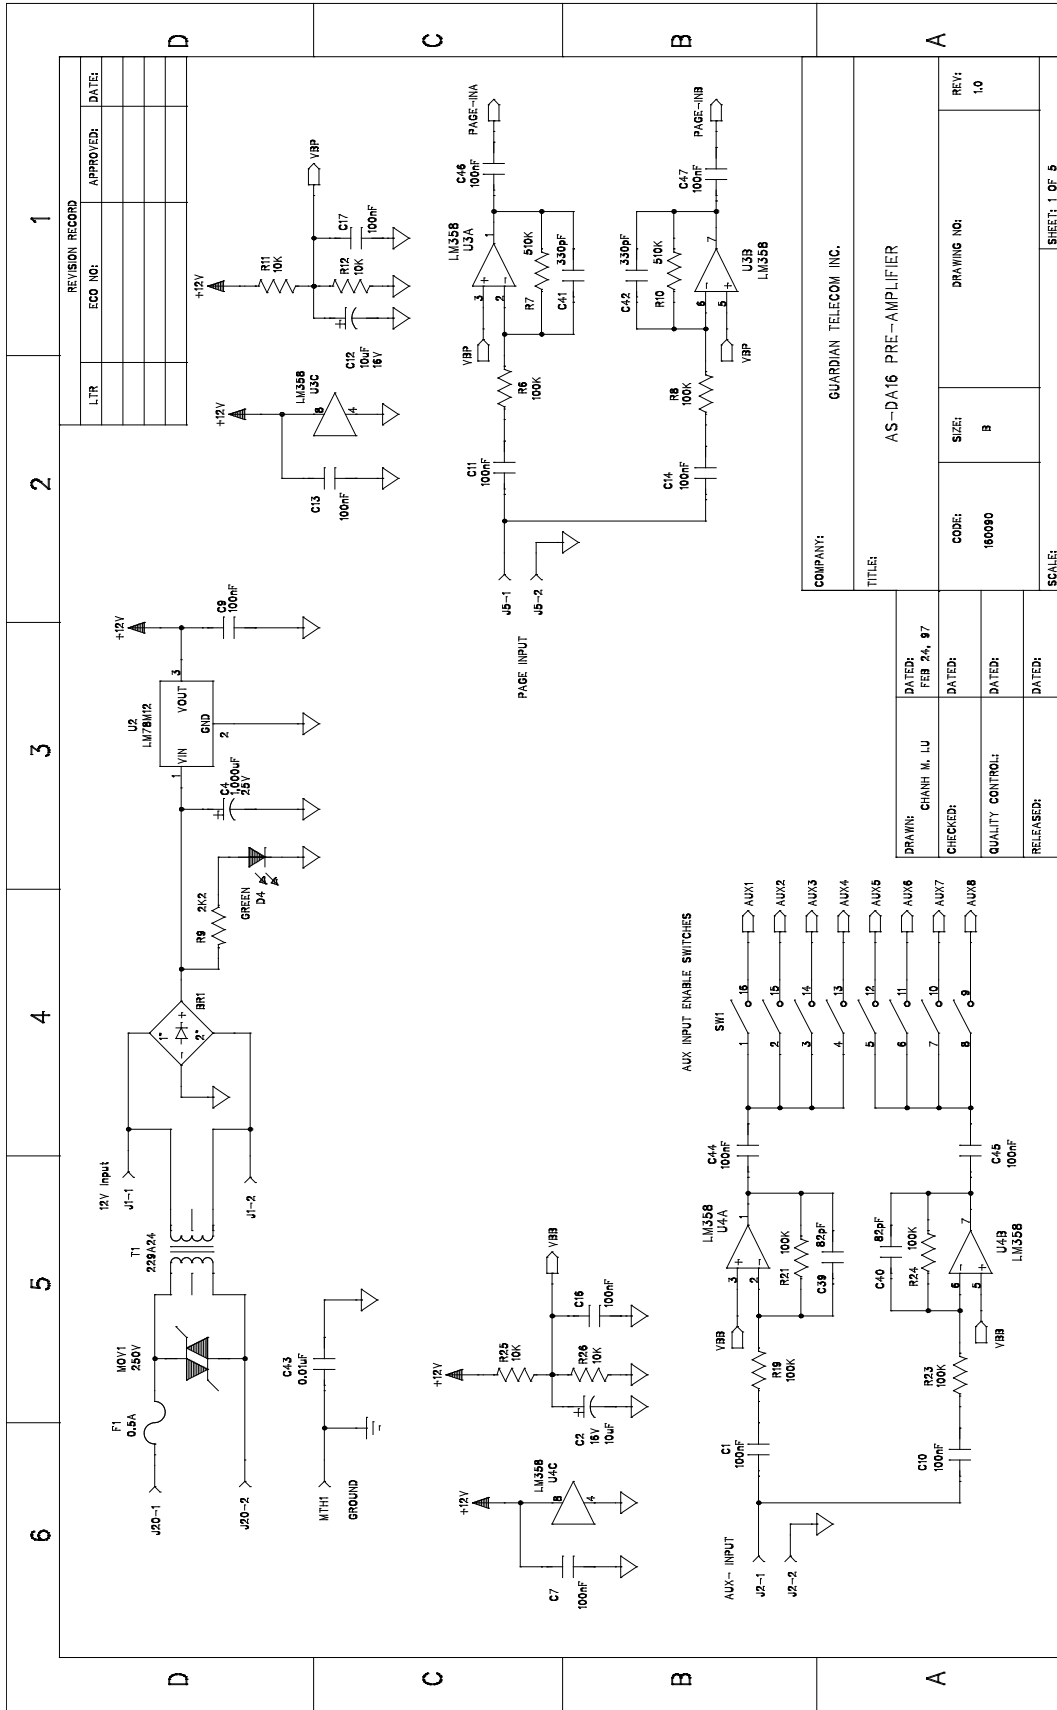 6
5
4
3
2
1
D
C
B
A
D
C
B
A
REVISION RECORD
LTR
ECO NO:
APPROVED:
DATE:
J20-1
J20-2
F1
0.5A
MOV1
250V
T1
229A24
12V Input
J1-1
J1-2
BR1
1~
2~
+
-
R9
2K2
GREEN
D4
+
C4
1,000uF
25V
U2
LM78M12
1
VIN
VOUT
3
GND
2
+12V
C9
100nF
MTH1
GROUND
C43
0.01uF
+12V
C13
100nF
LM358
U3C
8
4
+12V
R11
10K
R12
10K
+
C12
10uF
16V
C17
100nF
VBP
+12V
C7
100nF
LM358
U4C
8
4
+12V
R25
10K
R26
10K
+
C2
16V
10uF
C16
100nF
VBB
PAGE INPUT
J5-1
J5-2
C11
100nF
R6
100K
VBP
3
2
+
-
1
LM358
U3A
R7
510K
C41
330pF
C46
100nF
PAGE-INA
C14
100nF
R8
100K
C42
330pF
R10
510K
6
5
-
+
7
U3B
LM358
VBP
C47
100nF
PAGE-INB
AUX- INPUT
J2-1
J2-2
C1
100nF
R19
100K
VBB
3
2
+
-
1
LM358
U4A
R21
100K
C39
82pF
C44
100nF
C10
100nF
R23
100K
C40
82pF
R24
100K
6
5
-
+
7
U4B
LM358
VBB
C45
100nF
AUX INPUT ENABLE SWITCHES
SW1
1
16
AUX1
2
15
AUX2
3
14
AUX3
4
13
AUX4
5
12
AUX5
6
11
AUX6
7
10
AUX7
8
9
AUX8
COMPANY:
GUARDIAN TELECOM INC.
TITLE:
AS-DA16 PRE-AMPLIFIER
DRAWN:
CHANH M. LU
DATED:
FEB 24, 97
CHECKED:
DATED:
QUALITY CONTROL:
DATED:
RELEASED:
DATED:
CODE:
160090
SIZE:
B
DRAWING NO:
REV:
1.0
SCALE:
SHEET: 1 OF 5